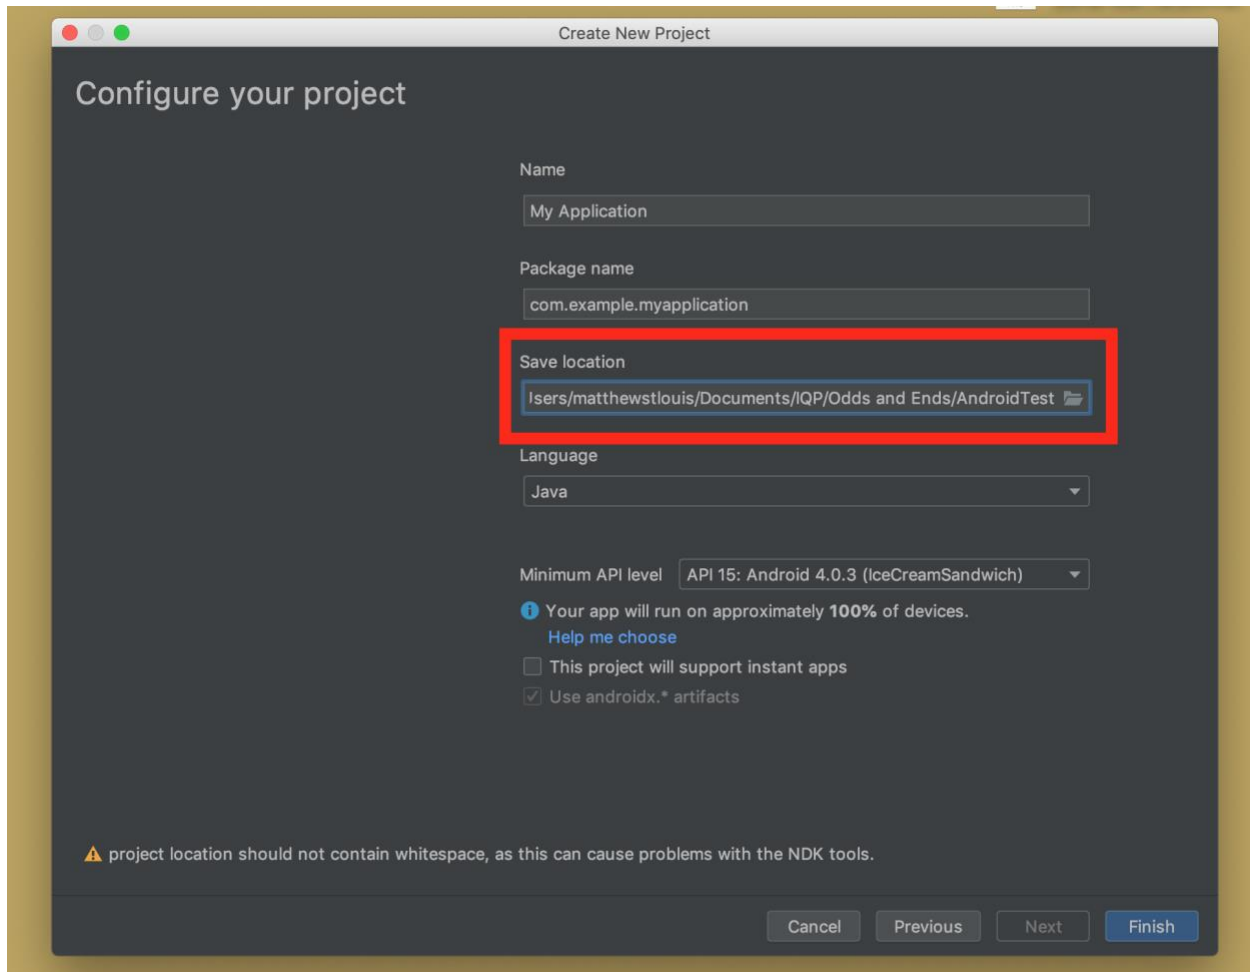 Create New Project
Configure your project
Name
My Application
Package name
com.example.myapplication
Save location
sers/matthewstlouis/Documents/IQP/Odds and Ends/AndroidTest
Language
Java
Minimum API level API 15: Android 4.0.3 (IceCreamSandwich)
Your app will run on approximately 100% of devices.
Help me choose
This project will support instant apps
Use androidx.* artifacts
project location should not contain whitespace, as this can cause problems with the NDK tools.
Cancel Previous Next Finish